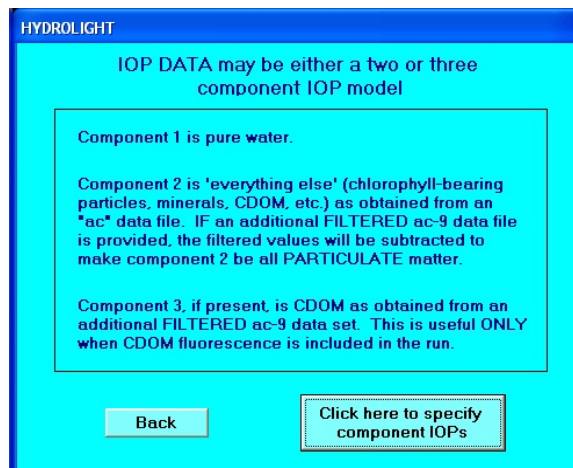 HYDROLIGHT
IOP DATA may be either a two or three
component IOP model
Component 1 is pure water.
Component 2 is 'everything else' (chlorophyll-bearing
particles, minerals, CDOM, etc.) as obtained from an
"ac" data file. IF an additional FILTERED ac-9 data file
is provided, the filtered values will be subtracted to
make component 2 be all PARTICULATE matter.
Component 3, if present, is CDOM as obtained from an
additional FILTERED ac-9 data set. This is useful ONLY
when CDOM fluorescence is included in the run.
Back
Click here to specify
component IOPs